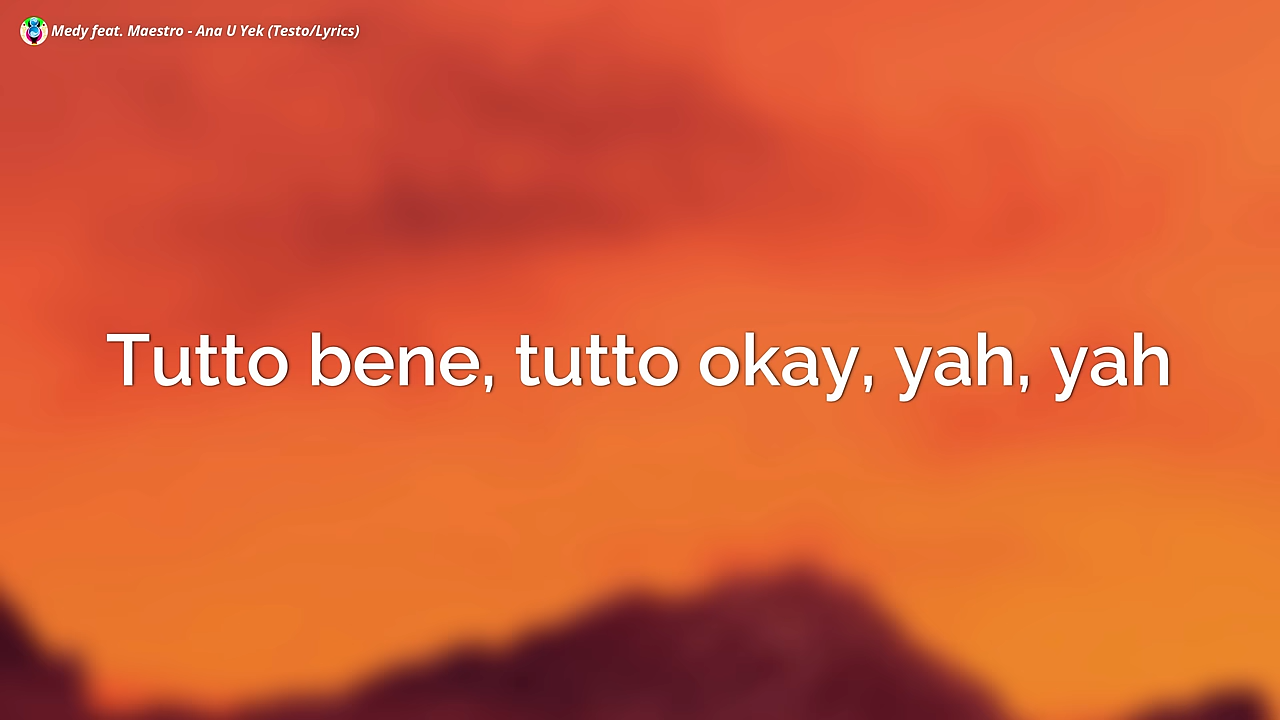 Medy feat. Maestro - Ana U Yek (Testo/Lyrics)
Tutto bene, tutto okay, yah, yah